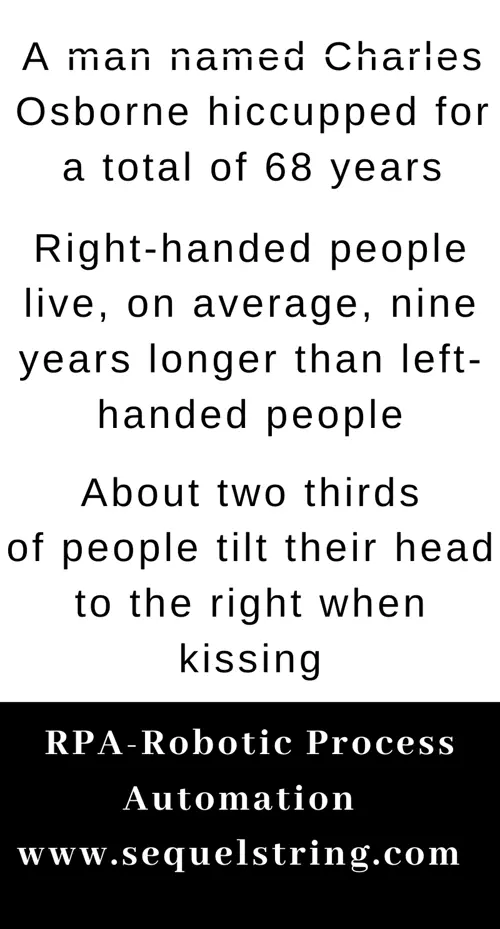 A man named Charles
Osborne hiccupped for
a total of 68 years
Right-handed people
live, on average, nine
years longer than left-
handed people
About two thirds
of people tilt their head
to the right when
kissing
RPA-Robotic Process
Automation
www.sequelstring.com